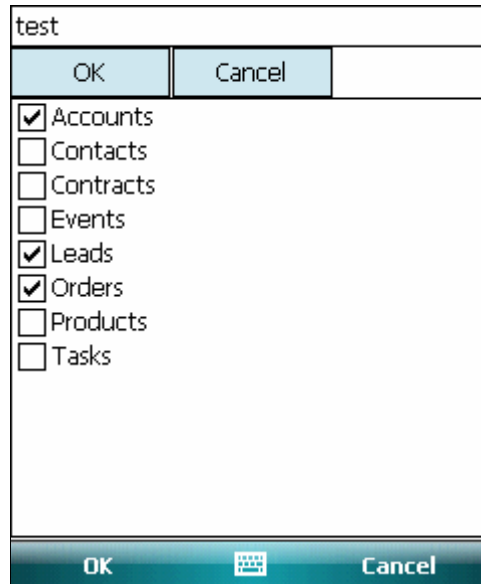 test
OK Cancel
Accounts
Contacts
Contracts
Events
Leads
Orders
Products
Tasks
OK Cancel